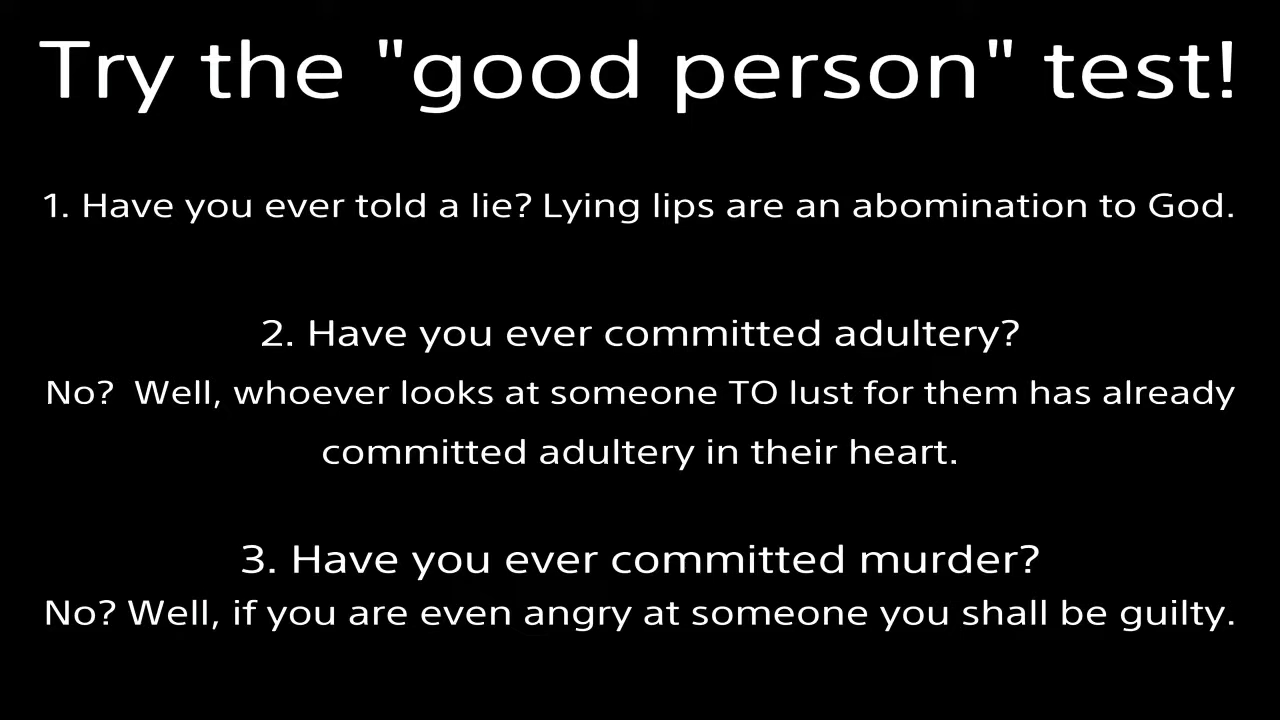 Try the "good person" test!
1. Have you ever told a lie? Lying lips are an abomination to God.
2. Have you ever committed adultery?
No?  Well, whoever looks at someone TO lust for them has already
committed adultery in their heart.
3. Have you ever committed murder?
No? Well, if you are even angry at someone you shall be guilty.